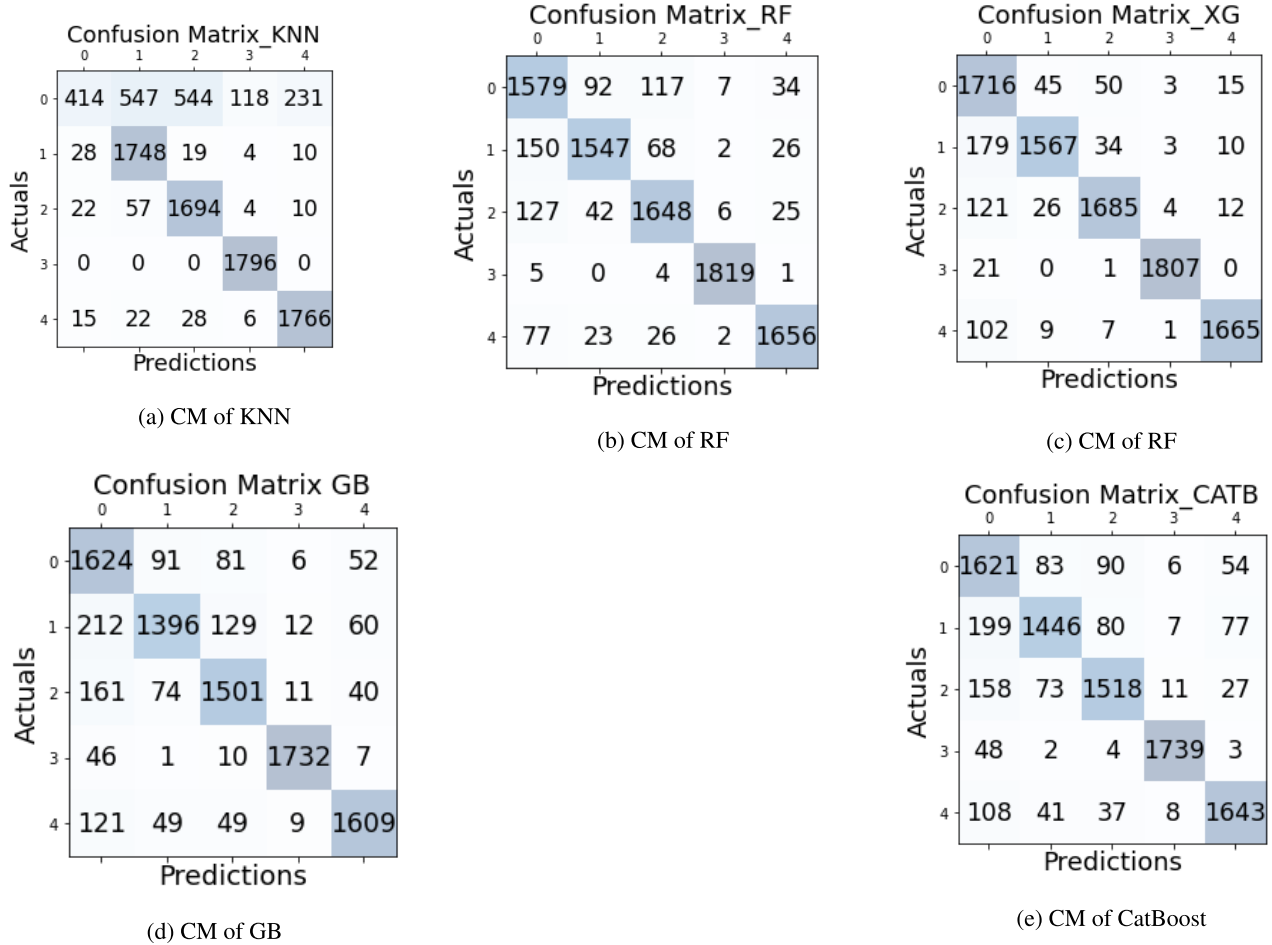 Confusion Matrix_KNN
0 1 2 3 4
0 414 547 544 118 231
1 28 1748 19 4 10
2 22 57 1694 4 10
3 0 0 0 1796 0
4 15 22 28 6 1766
Actuals
Predictions
(a) CM of KNN
Confusion Matrix_RF
0 1 2 3 4
0 1579 92 117 7 34
1 150 1547 68 2 26
2 127 42 1648 6 25
3 5 0 4 1819 1
4 77 23 26 2 1656
Actuals
Predictions
(b) CM of RF
Confusion Matrix_XG
0 1 2 3 4
0 1716 45 50 3 15
1 179 1567 34 3 10
2 121 26 1685 4 12
3 21 0 1 1807 0
4 102 9 7 1 1665
Actuals
Predictions
(c) CM of RF
Confusion Matrix GB
0 1 2 3 4
0 1624 91 81 6 52
1 212 1396 129 12 60
2 161 74 1501 11 40
3 46 1 10 1732 7
4 121 49 49 9 1609
Actuals
Predictions
(d) CM of GB
Confusion Matrix_CATB
0 1 2 3 4
0 1621 83 90 6 54
1 199 1446 80 7 77
2 158 73 1518 11 27
3 48 2 4 1739 3
4 108 41 37 8 1643
Actuals
Predictions
(e) CM of CatBoost